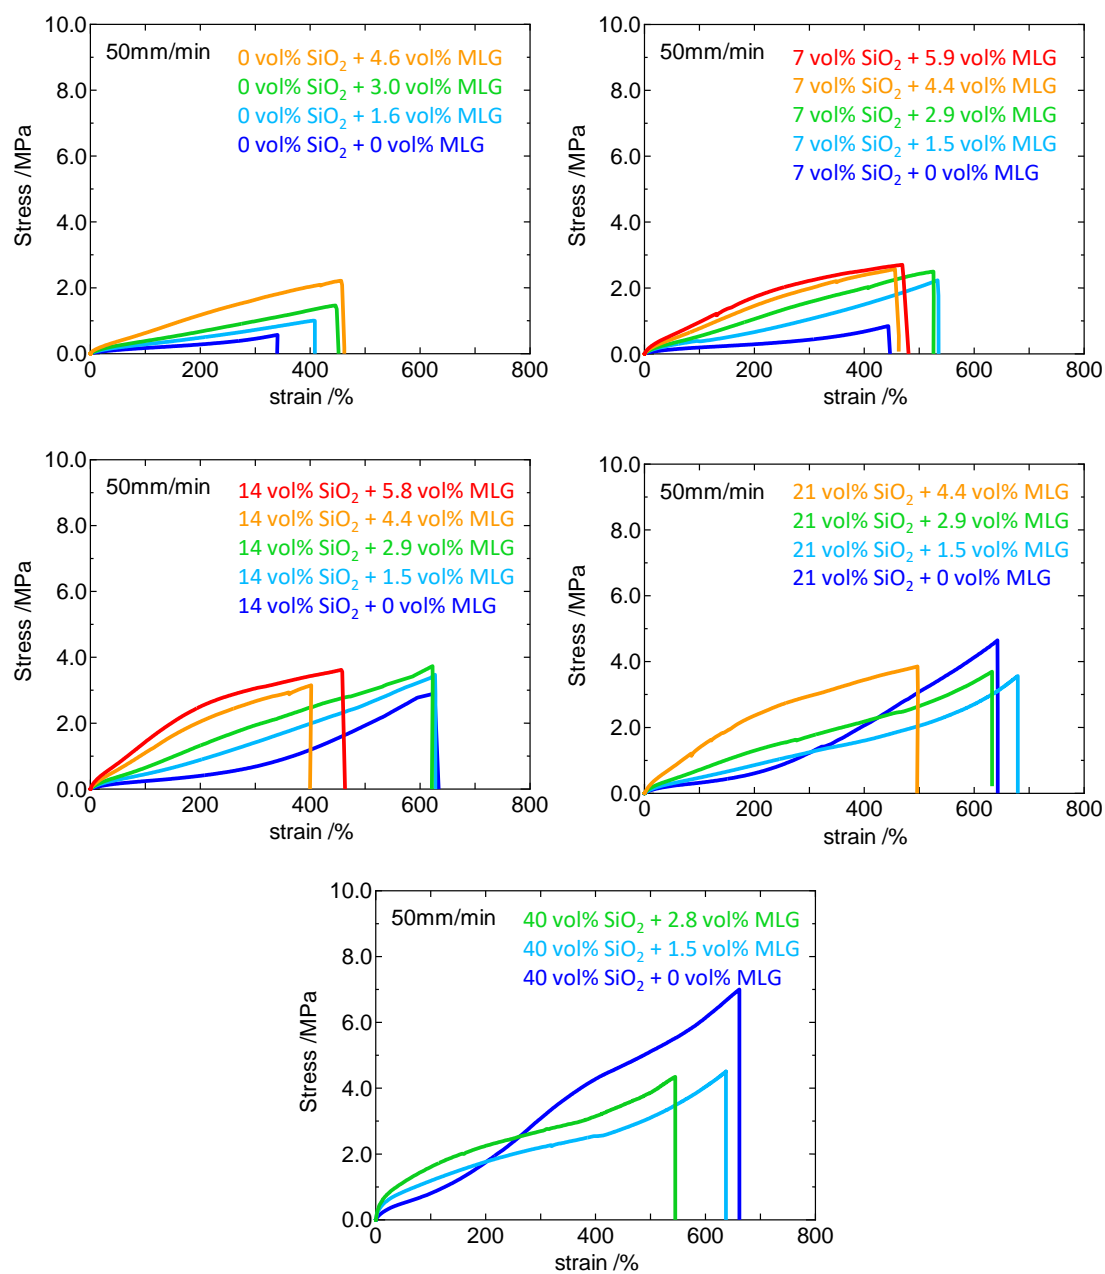 10.0
8.0
6.0
4.0
2.0
0.0
Stress /MPa
50mm/min
0 vol% SiO₂ + 4.6 vol% MLG
0 vol% SiO₂ + 3.0 vol% MLG
0 vol% SiO₂ + 1.6 vol% MLG
0 vol% SiO₂ + 0 vol% MLG
0 200 400 600 800
strain /%
10.0
8.0
6.0
4.0
2.0
0.0
Stress /MPa
50mm/min
7 vol% SiO₂ + 5.9 vol% MLG
7 vol% SiO₂ + 4.4 vol% MLG
7 vol% SiO₂ + 2.9 vol% MLG
7 vol% SiO₂ + 1.5 vol% MLG
7 vol% SiO₂ + 0 vol% MLG
0 200 400 600 800
strain /%
10.0
8.0
6.0
4.0
2.0
0.0
Stress /MPa
50mm/min
14 vol% SiO₂ + 5.8 vol% MLG
14 vol% SiO₂ + 4.4 vol% MLG
14 vol% SiO₂ + 2.9 vol% MLG
14 vol% SiO₂ + 1.5 vol% MLG
14 vol% SiO₂ + 0 vol% MLG
0 200 400 600 800
strain /%
10.0
8.0
6.0
4.0
2.0
0.0
Stress /MPa
50mm/min
21 vol% SiO₂ + 4.4 vol% MLG
21 vol% SiO₂ + 2.9 vol% MLG
21 vol% SiO₂ + 1.5 vol% MLG
21 vol% SiO₂ + 0 vol% MLG
0 200 400 600 800
strain /%
10.0
8.0
6.0
4.0
2.0
0.0
Stress /MPa
50mm/min
40 vol% SiO₂ + 2.8 vol% MLG
40 vol% SiO₂ + 1.5 vol% MLG
40 vol% SiO₂ + 0 vol% MLG
0 200 400 600 800
strain /%